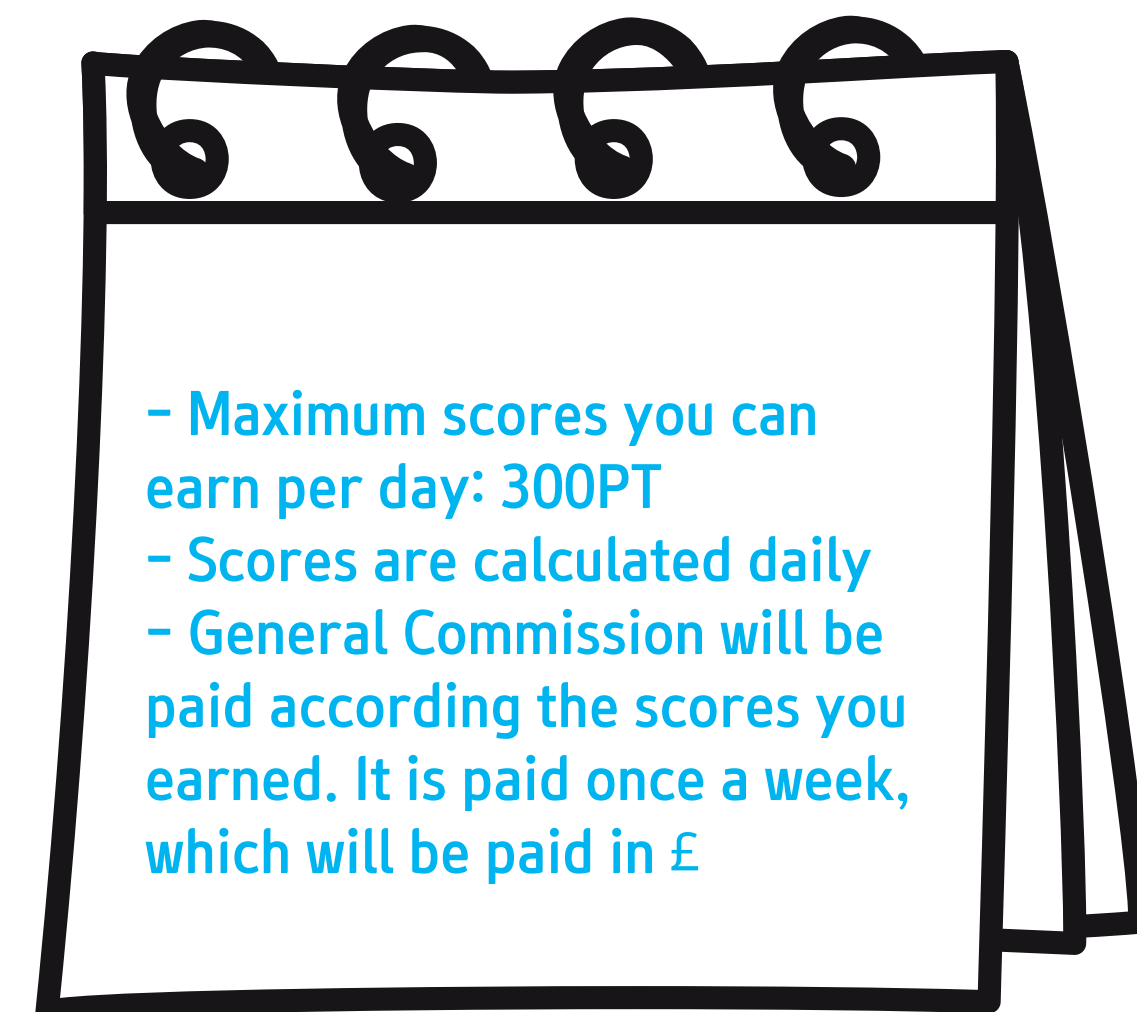 - Maximum scores you can
earn per day: 300PT
- Scores are calculated daily
- General Commission will be
paid according the scores you
earned. It is paid once a week,
which will be paid in £